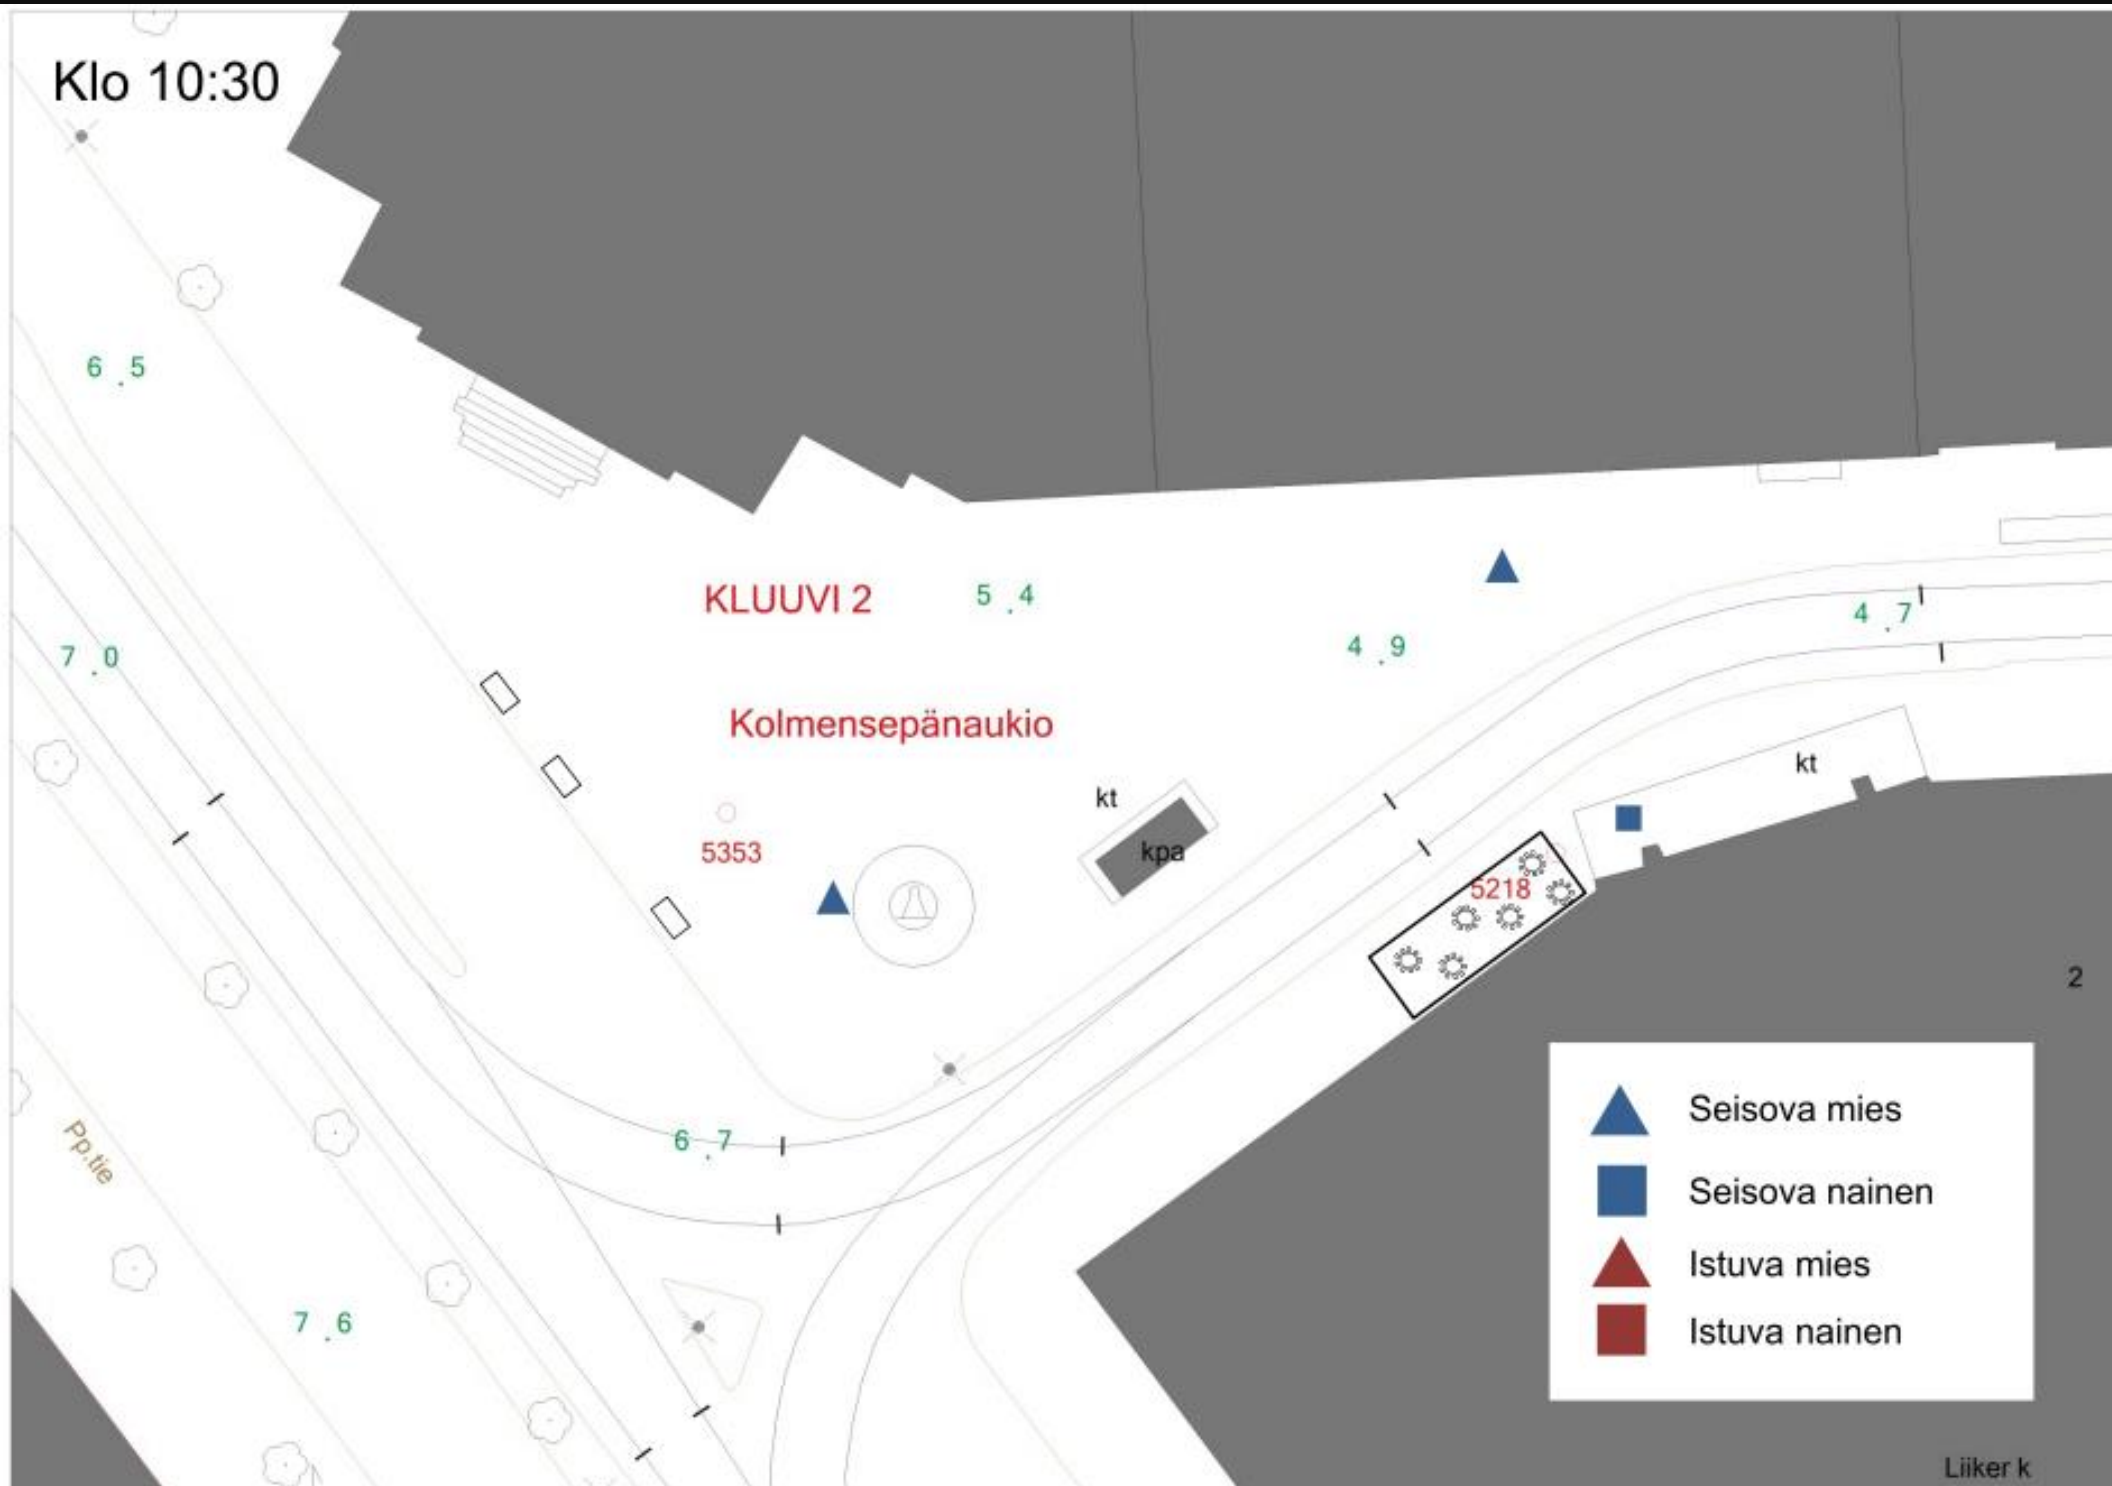 Klo 10:30
6 . 5
KLUUVI 2
5 . 4
4 . 9
4 . 7
7 . 0
Kolmensepänaukio
kt
kt
5353
kpa
5218
2
Seisova mies
Pp.tie
6 . 7
Seisova nainen
Istuva mies
7 . 6
Istuva nainen
Liiker k